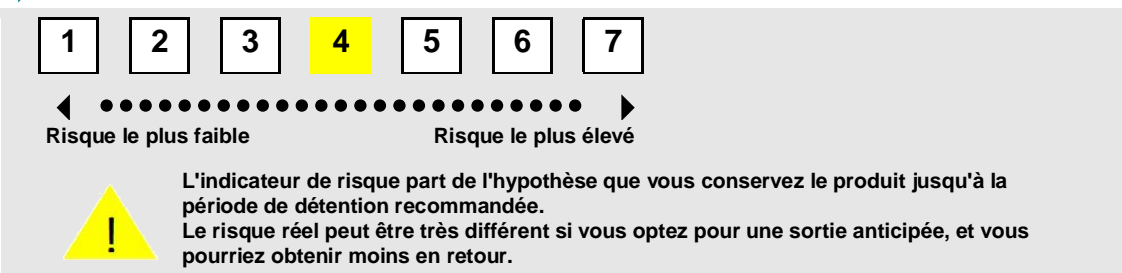 1 2 3 4 5 6 7
Risque le plus faible Risque le plus élevé
L'indicateur de risque part de l'hypothèse que vous conservez le produit jusqu'à la
période de détention recommandée.
Le risque réel peut être très différent si vous optez pour une sortie anticipée, et vous
pourriez obtenir moins en retour.
!